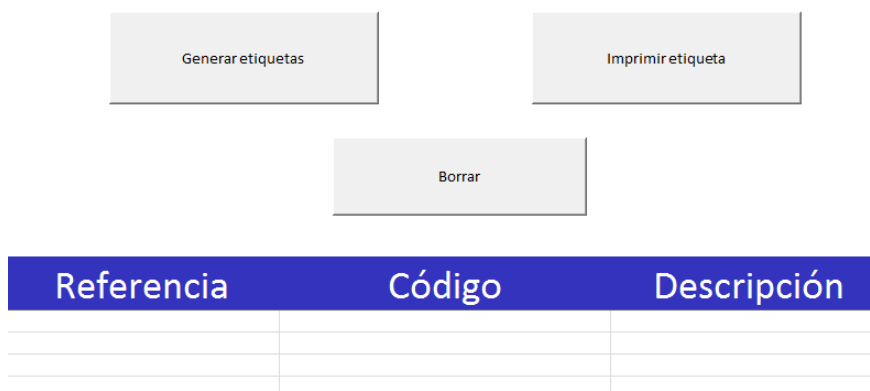 Generar etiquetas
Imprimir etiqueta
Borrar
Referencia Código Descripción